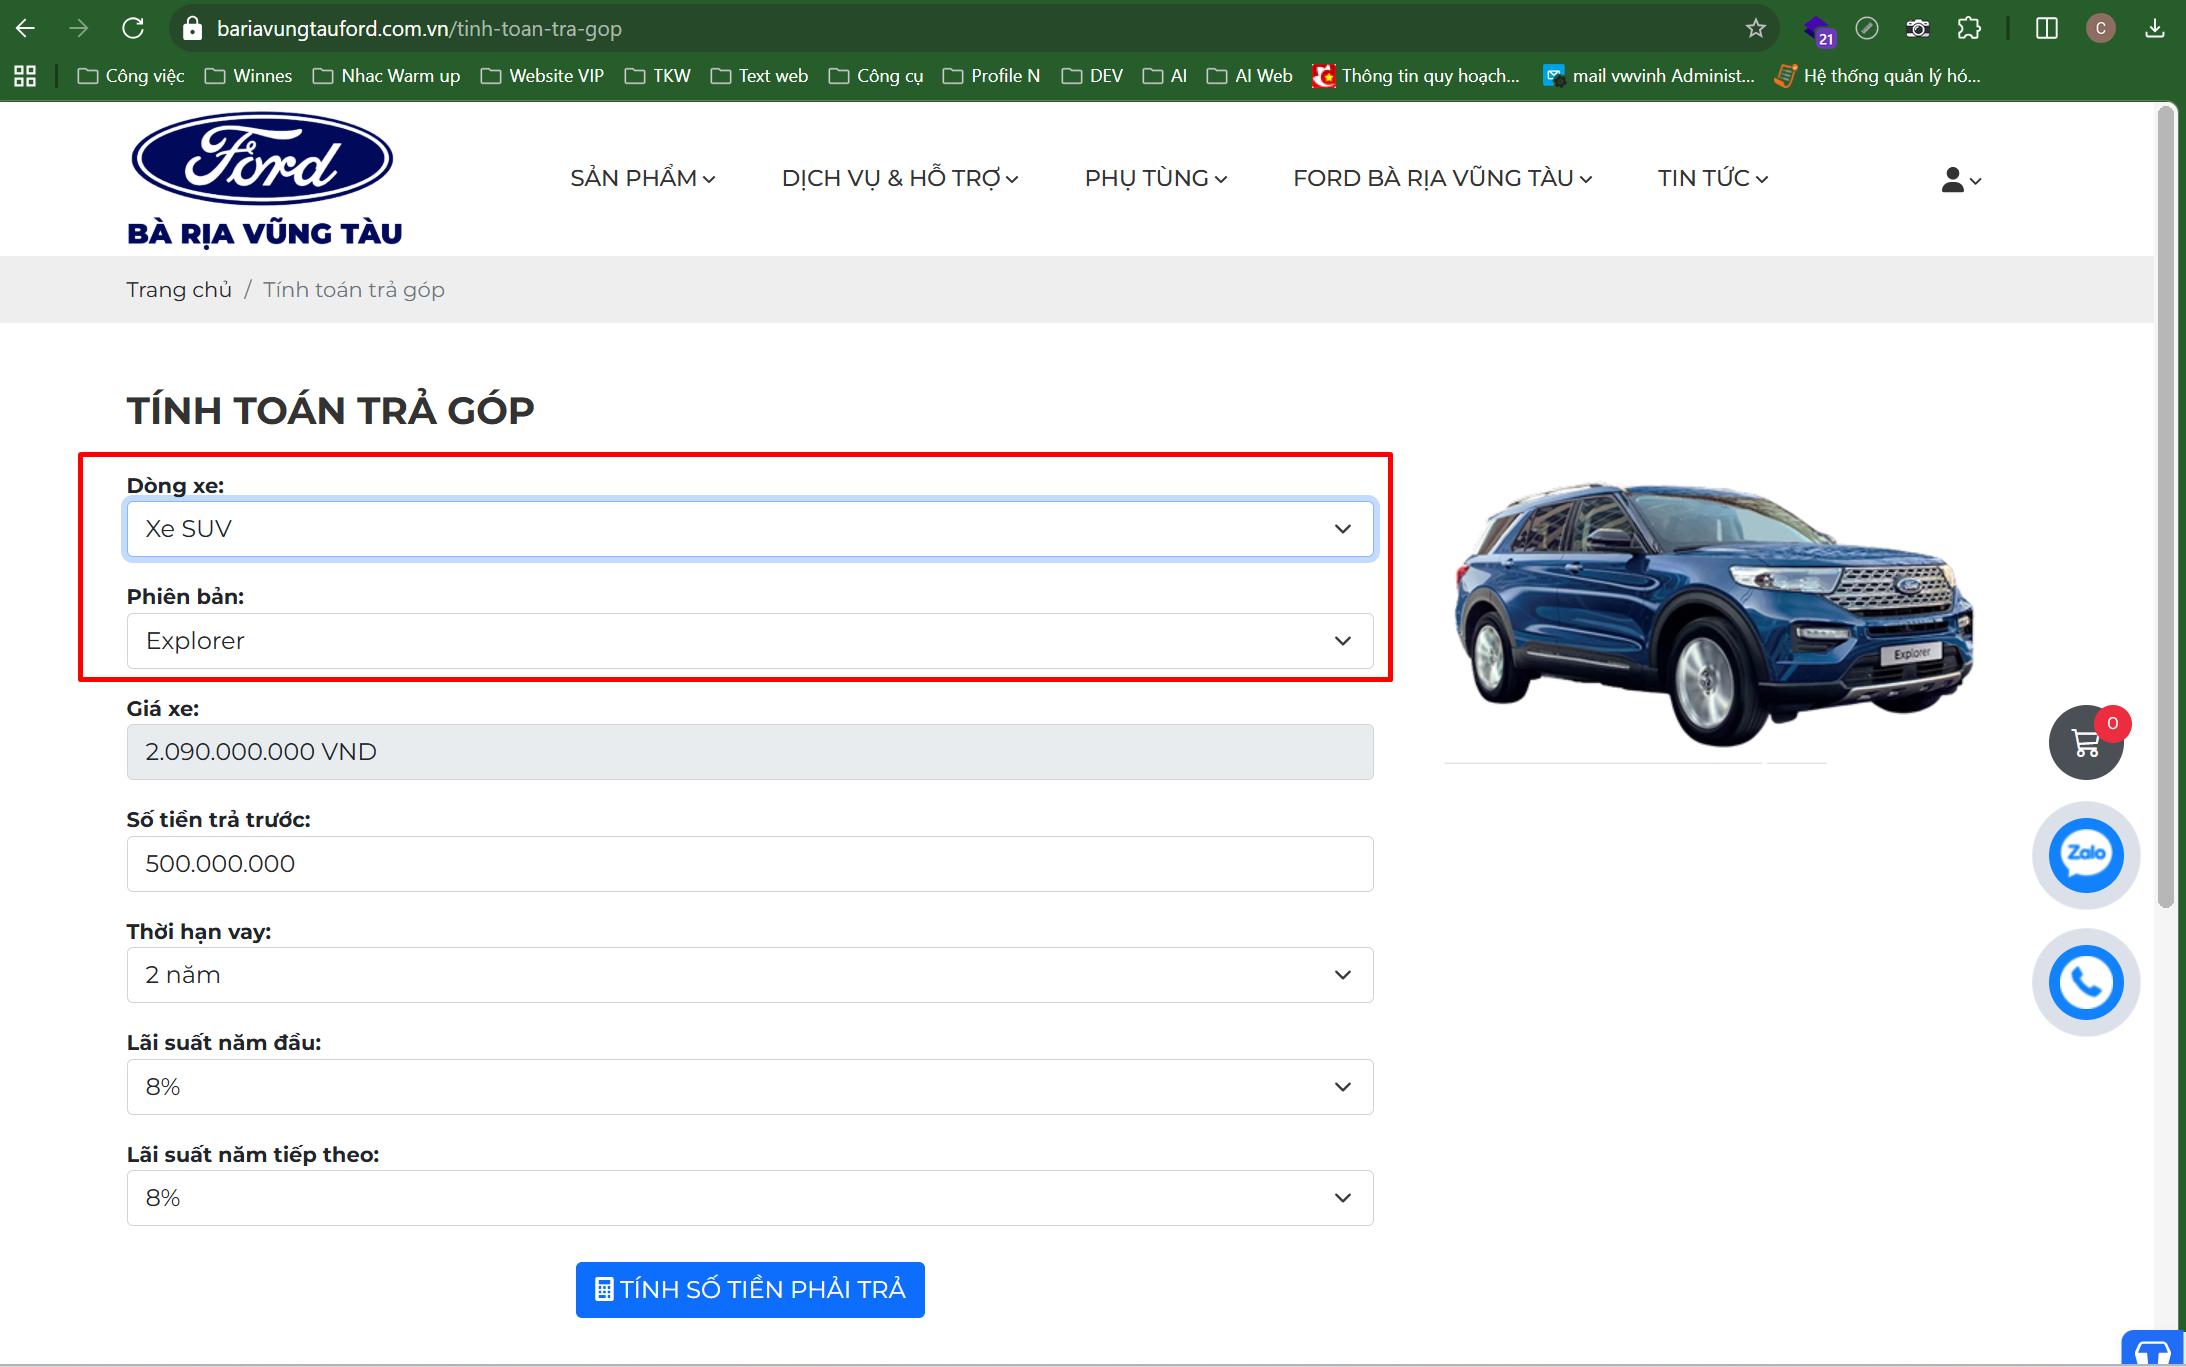 bariavungtauford.com.vn/tinh-toan-tra-gop
21
C
Công việc
Winnes
Nhac Warm up
Website VIP
TKW
Text web
Công cụ
Profile N
DEV
AI
AI Web
Thông tin quy hoạch...
mail vwvinh Administ...
Hệ thống quản lý hó...
Ford
BÀ RỊA VŨNG TÀU
SẢN PHẨM
DỊCH VỤ & HỖ TRỢ
PHỤ TÙNG
FORD BÀ RỊA VŨNG TÀU
TIN TỨC
Trang chủ / Tính toán trả góp
TÍNH TOÁN TRẢ GÓP
Dòng xe:
Xe SUV
Phiên bản:
Explorer
Giá xe:
2.090.000.000 VND
Số tiền trả trước:
500.000.000
Thời hạn vay:
2 năm
Lãi suất năm đầu:
8%
Lãi suất năm tiếp theo:
8%
TÍNH SỐ TIỀN PHẢI TRẢ
Ford
Explorer
0
Zalo